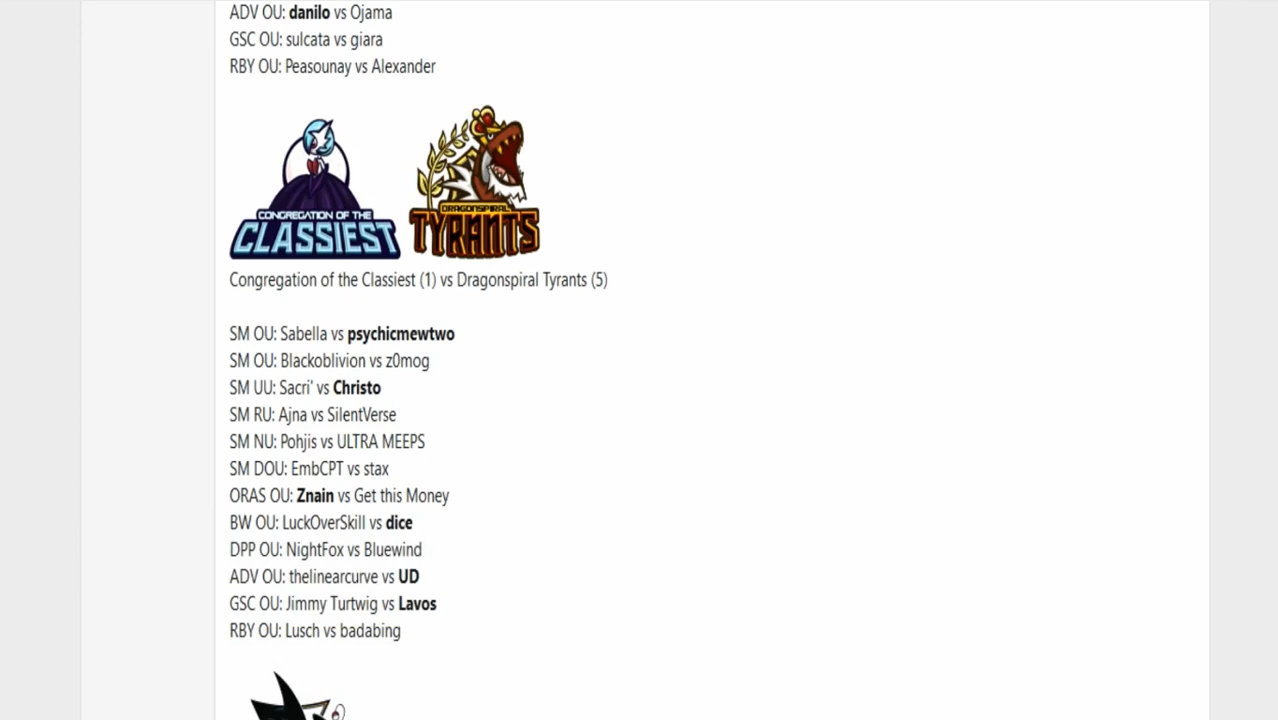 ADV OU: danilo vs Ojama
GSC OU: sulcata vs giara
RBY OU: Peasounay vs Alexander
CONGREGATION OF THE
CLASSIEST
DRAGONSPIRAL
TYRANTS
Congregation of the Classiest (1) vs Dragonspiral Tyrants (5)
SM OU: Sabella vs psychicmewtwo
SM OU: Blackoblivion vs z0mog
SM UU: Sacri' vs Christo
SM RU: Ajna vs SilentVerse
SM NU: Pohjis vs ULTRA MEEPS
SM DOU: EmbCPT vs stax
ORAS OU: Znain vs Get this Money
BW OU: LuckOverSkill vs dice
DPP OU: NightFox vs Bluewind
ADV OU: thelinearcurve vs UD
GSC OU: Jimmy Turtwig vs Lavos
RBY OU: Lusch vs badabing